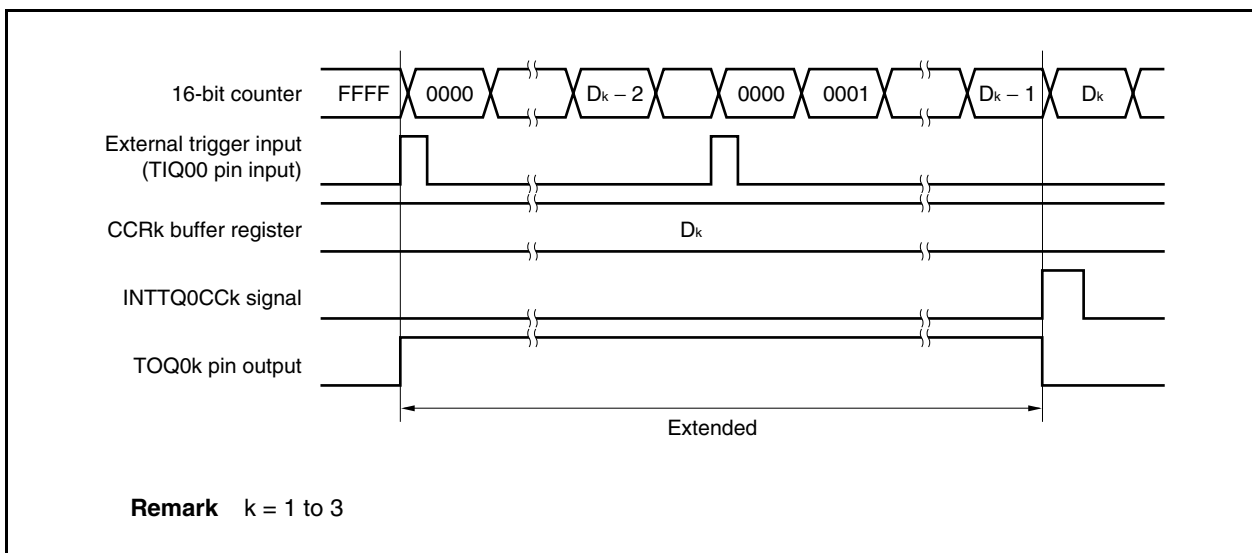 16-bit counter FFFF 0000 Dk − 2 0000 0001 Dk − 1 Dk
External trigger input
(TIQ00 pin input)
CCRk buffer register Dk
INTTQ0CCk signal
TOQ0k pin output
Extended
Remark k = 1 to 3